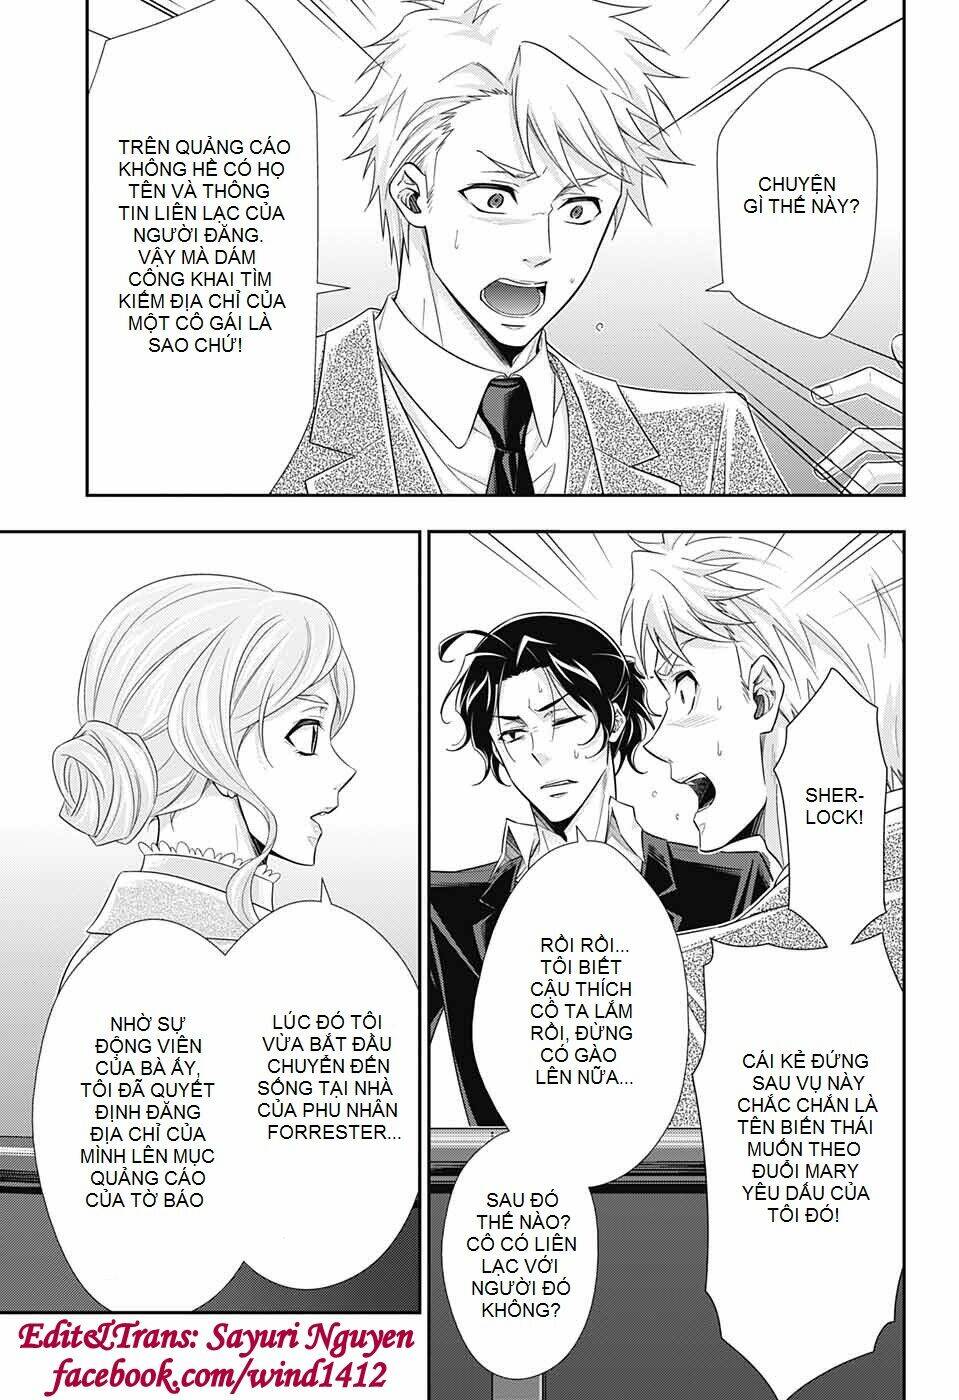 CHUYỆN
GÌ THẾ NÀY?
TRÊN QUẢNG CÁO
KHÔNG HỀ CÓ HỌ
TÊN VÀ THÔNG
TIN LIÊN LẠC CỦA
NGƯỜI ĐĂNG.
VẬY MÀ DÁM
CÔNG KHAI TÌM
KIẾM ĐỊA CHỈ CỦA
MỘT CÔ GÁI LÀ
SAO CHỨ!
SHER-
LOCK!
CÁI KẺ ĐỨNG
SAU VỤ NÀY
CHẮC CHẮN LÀ
TÊN BIẾN THÁI
MUỐN THEO
ĐUỔI MARY
YÊU DẤU CỦA
TÔI ĐÓ!
RỒI RỒI...
TÔI BIẾT
CẬU THÍCH
CÔ TA LẮM
RỒI, ĐỪNG
CÓ GÀO
LÊN NỮA...
SAU ĐÓ
THẾ NÀO?
CÔ CÓ LIÊN
LẠC VỚI
NGƯỜI ĐÓ
KHÔNG?
LÚC ĐÓ TÔI
VỪA BẮT ĐẦU
CHUYỂN ĐẾN
SỐNG TẠI NHÀ
CỦA PHU NHÂN
FORRESTER...
NHỜ SỰ
ĐỘNG VIÊN
CỦA BÀ ẤY,
TÔI ĐÃ QUYẾT
ĐỊNH ĐĂNG
ĐỊA CHỈ CỦA
MÌNH LÊN MỤC
QUẢNG CÁO
CỦA TỜ BÁO
Edit&Trans: Sayuri Nguyen
facebook.com/wind1412